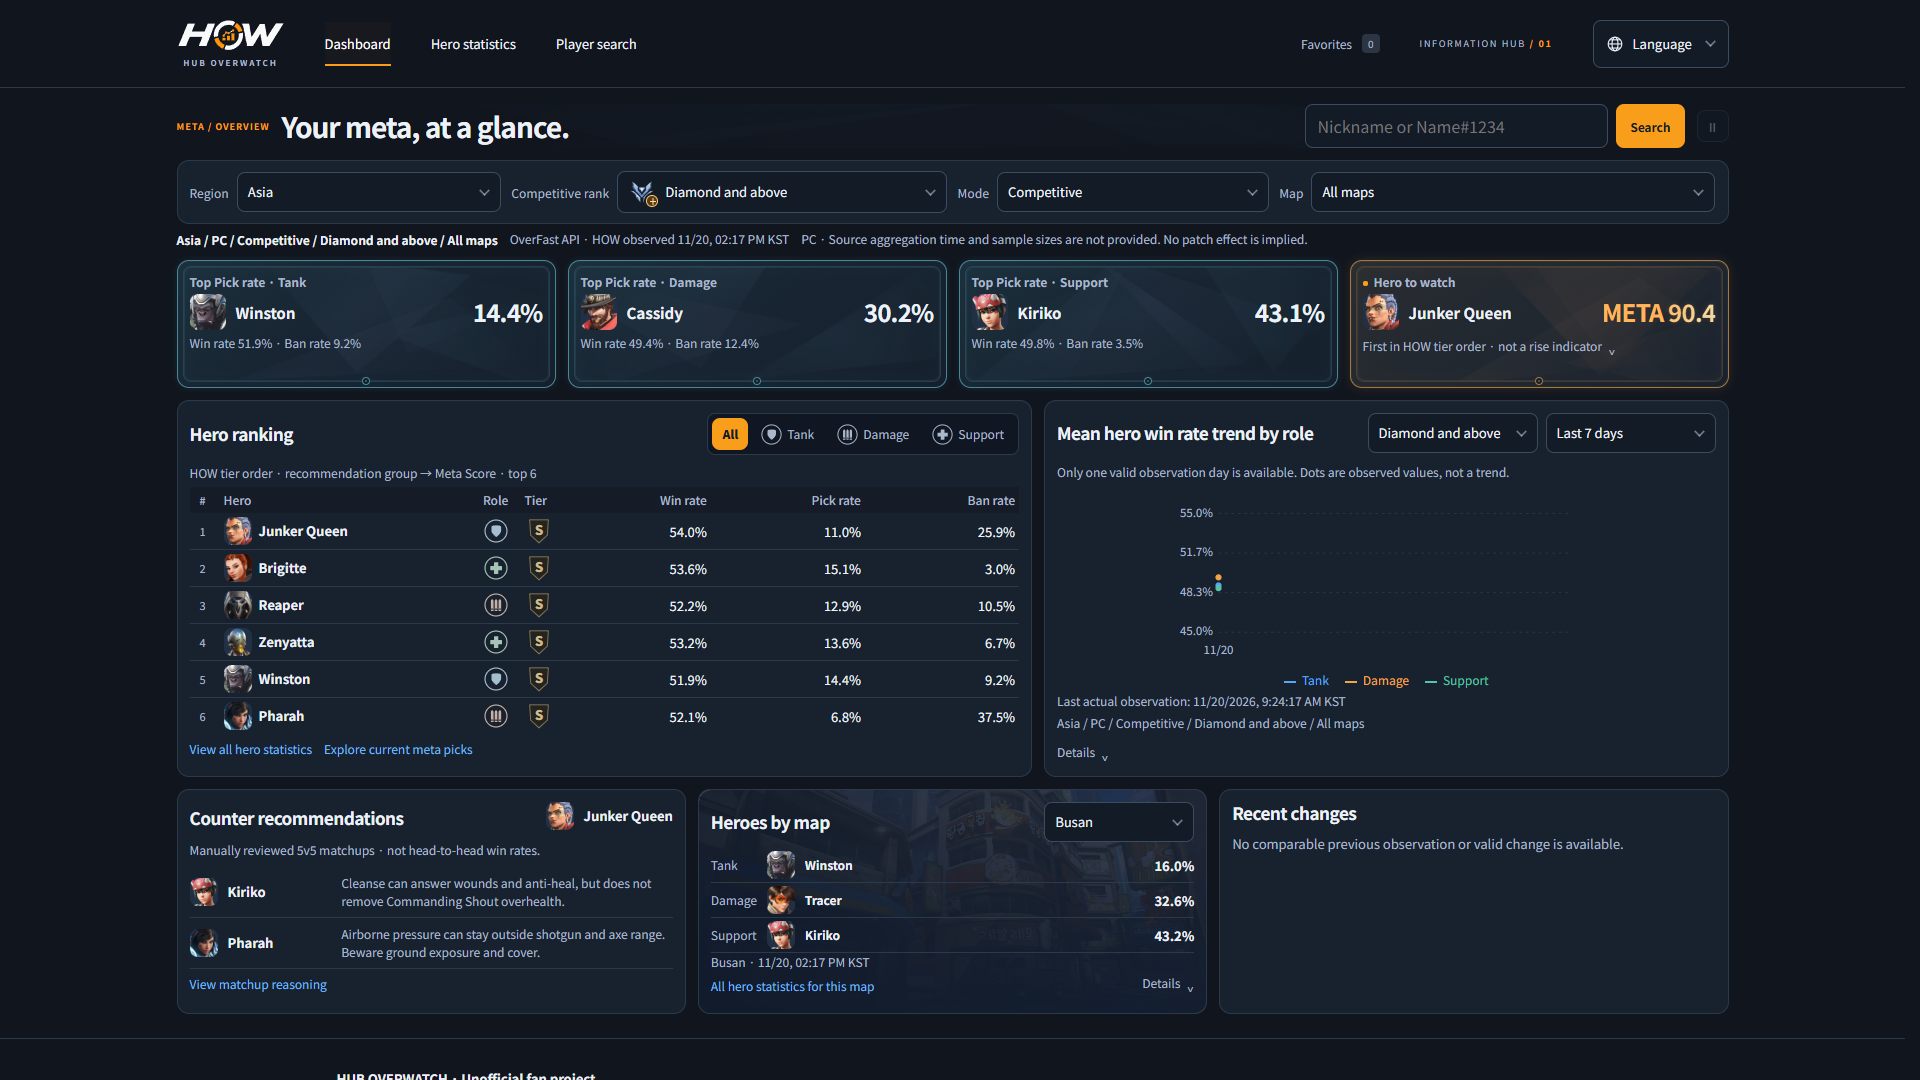 HOW
HUB OVERWATCH
Dashboard
Hero statistics
Player search
Favorites 0
INFORMATION HUB / 01
Language
META / OVERVIEW
Your meta, at a glance.
Nickname or Name#1234
Search
Region
Asia
Competitive rank
Diamond and above
Mode
Competitive
Map
All maps
Asia / PC / Competitive / Diamond and above / All maps
OverFast API · HOW observed 11/20, 02:17 PM KST
PC · Source aggregation time and sample sizes are not provided. No patch effect is implied.
Top Pick rate · Tank
Winston
14.4%
Win rate 51.9% · Ban rate 9.2%
Top Pick rate · Damage
Cassidy
30.2%
Win rate 49.4% · Ban rate 12.4%
Top Pick rate · Support
Kiriko
43.1%
Win rate 49.8% · Ban rate 3.5%
Hero to watch
Junker Queen
META 90.4
First in HOW tier order · not a rise indicator
Hero ranking
All
Tank
Damage
Support
HOW tier order · recommendation group → Meta Score · top 6
# Hero Role Tier Win rate Pick rate Ban rate
1 Junker Queen S 54.0% 11.0% 25.9%
2 Brigitte S 53.6% 15.1% 3.0%
3 Reaper S 52.2% 12.9% 10.5%
4 Zenyatta S 53.2% 13.6% 6.7%
5 Winston S 51.9% 14.4% 9.2%
6 Pharah S 52.1% 6.8% 37.5%
View all hero statistics
Explore current meta picks
Mean hero win rate trend by role
Diamond and above
Last 7 days
Only one valid observation day is available. Dots are observed values, not a trend.
55.0%
51.7%
48.3%
45.0%
11/20
Tank
Damage
Support
Last actual observation: 11/20/2026, 9:24:17 AM KST
Asia / PC / Competitive / Diamond and above / All maps
Details
Counter recommendations
Junker Queen
Manually reviewed 5v5 matchups · not head-to-head win rates.
Kiriko
Cleanse can answer wounds and anti-heal, but does not
remove Commanding Shout overhealth.
Pharah
Airborne pressure can stay outside shotgun and axe range.
Beware ground exposure and cover.
View matchup reasoning
Heroes by map
Busan
Tank Winston 16.0%
Damage Tracer 32.6%
Support Kiriko 43.2%
Busan · 11/20, 02:17 PM KST
All hero statistics for this map
Details
Recent changes
No comparable previous observation or valid change is available.
HUB OVERWATCH · Unofficial fan project